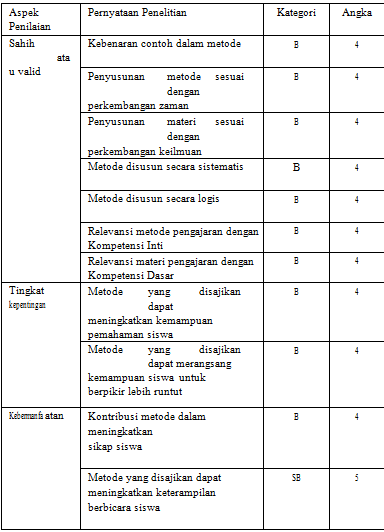 Aspek Pernyataan Penelitian Kategori Angka
Penilaian
Sahih Kebenaran contoh dalam metode B 4
ata
u valid
Penyusunan metode sesuai B 4
dengan
perkembangan zaman
Penyusunan materi sesuai B 4
dengan
perkembangan keilmuan
Metode disusun secara sistematis B 4
Metode disusun secara logis B 4
Relevansi metode pengajaran dengan B 4
Kompetensi Inti
Relevansi materi pengajaran dengan B 4
Kompetensi Dasar
Tingkat Metode yang disajikan B 4
kepentingan dapat
meningkatkan kemampuan
pemahaman siswa
Metode yang disajikan B 4
dapat merangsang
kemampuan siswa untuk
berpikir lebih runtut
Kebermanfa atan Kontribusi metode dalam B 4
meningkatkan
sikap siswa
Metode yang disajikan dapat SB 5
meningkatkan keterampilan
berbicara siswa